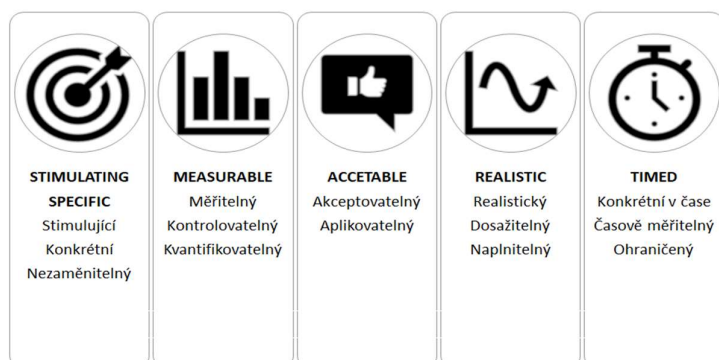 STIMULATING
SPECIFIC
Stimulující
Konkrétní
Nezaměnitelný
MEASURABLE
Měřitelný
Kontrolovatelný
Kvantifikovatelný
ACCETABLE
Akceptovatelný
Aplikovatelný
REALISTIC
Realistický
Dosažitelný
Naplnitelný
TIMED
Konkrétní v čase
Časově měřitelný
Ohraničený